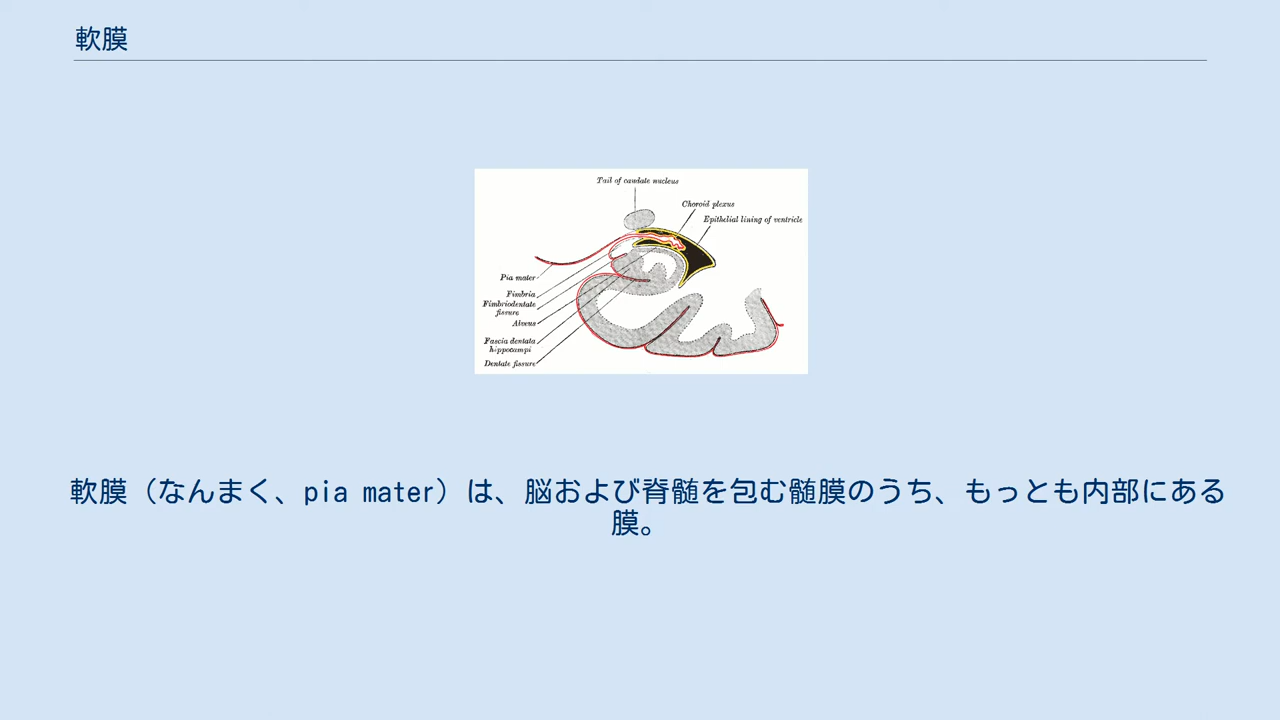 軟膜
Tail of caudate nucleus
Choroid plexus
Epithelial lining of ventricle
Pia mater
Fimbria
Fimbriodentate
fissure
Alveus
Fascia dentata
hippocampi
Dentate fissure
軟膜（なんまく、pia mater）は、脳および脊髄を包む髄膜のうち、もっとも内部にある
膜。